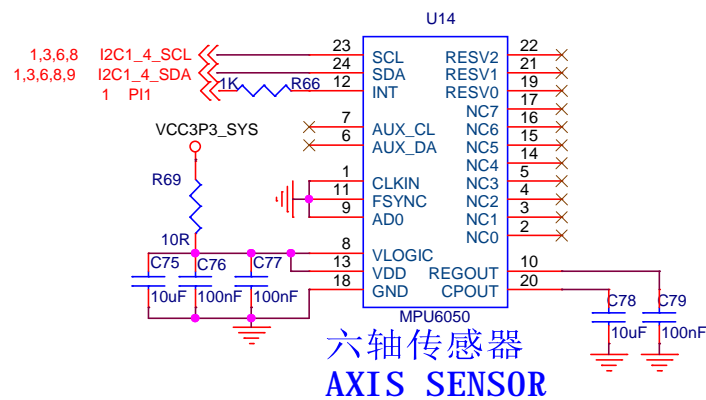 U14
1,3,6,8 I2C1_4_SCL 23 SCL RESV2 22
1,3,6,8,9 I2C1_4_SDA 24 SDA RESV1 21
1 PI1 1K R66 12 INT RESV0 19
NC7 17
VCC3P3_SYS 7 AUX_CL NC6 16
6 AUX_DA NC5 15
NC4 14
R69 1 CLKIN NC3 5
11 FSYNC NC2 4
9 AD0 NC1 3
10R NC0 2
8 VLOGIC
C75 C76 C77 13 VDD REGOUT 10
10uF 100nF 100nF 18 GND CPOUT 20
MPU6050 C78 C79
10uF 100nF
六轴传感器
AXIS SENSOR